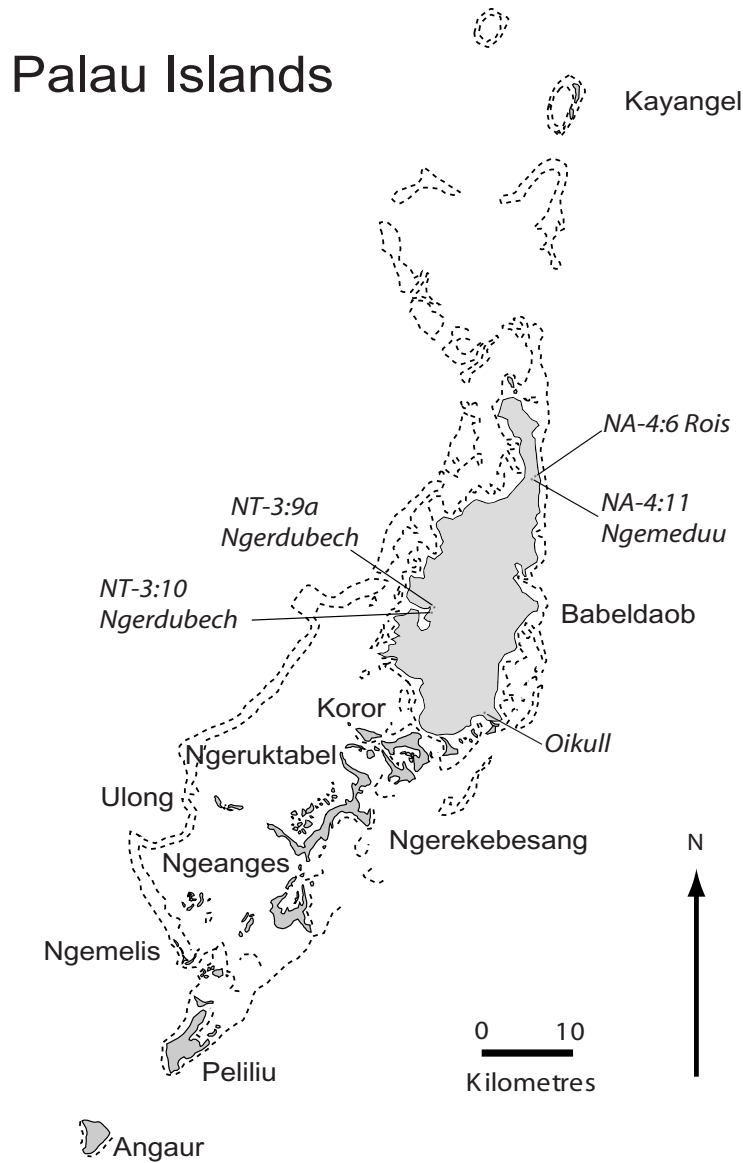 Palau Islands
Kayangel
NA-4:6 Rois
NA-4:11
Ngemeduu
NT-3:9a
Ngerdubech
NT-3:10
Ngerdubech
Babeldaob
Koror
Oikull
Ngeruktabel
Ulong
Ngerekebesang
Ngeanges
N
Ngemelis
0 10
Kilometres
Peliliu
Angaur